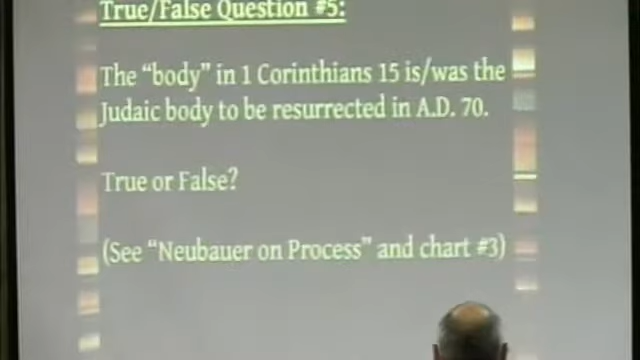 True/False Question #5:
The “body” in 1 Corinthians 15 is/was the
Judaic body to be resurrected in A.D. 70.
True or False?
(See “Neubauer on Process” and chart #3)